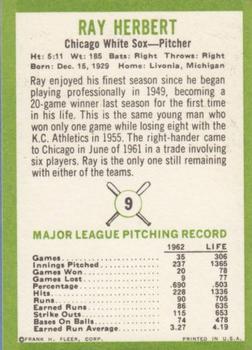 RAY HERBERT
Chicago White Sox—Pitcher
Ht: 5:11 Wt: 185 Bats: Right Throws: Right
Born: Dec. 15, 1929 Home: Livonia, Michigan
Ray enjoyed his finest season since he began
playing professionally in 1949, becoming a
20-game winner last season for the first time
in his life. This is the same young man who
won only one game while losing eight with the
K.C. Athletics in 1955. The right-hander came
to Chicago in June of 1961 in a trade involving
six players. Ray is the only one still remaining
with either of the teams.
9
MAJOR LEAGUE PITCHING RECORD
1962 LIFE
Games 35 306
Innings Pitched 237 1365
Games Won 20 78
Games Lost 9 77
Percentage .690 .503
Hits 228 1336
Runs 90 705
Earned Runs 86 635
Strike Outs 115 653
Bases On Balls 74 478
Earned Run Average 3.27 4.19
©FRANK H. FLEER, CORP. PRINTED IN U.S.A.